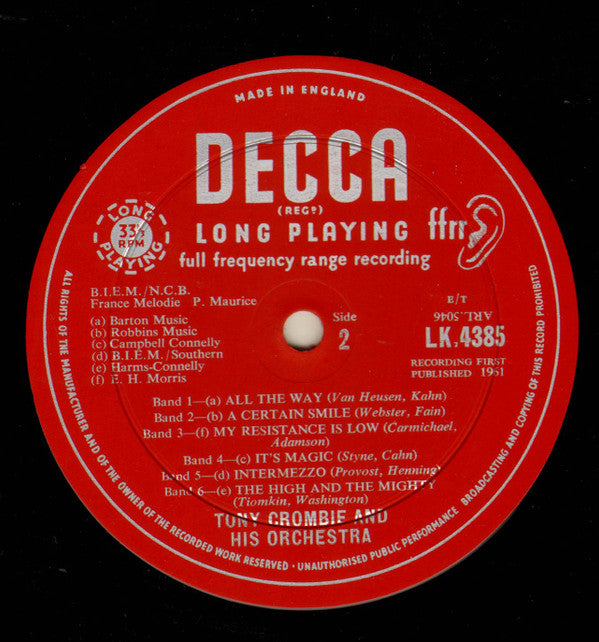 MADE IN ENGLAND
DECCA
(REGD)
LONG PLAYING
33⅓
RPM
LONG PLAYING
ffrr
full frequency range recording
B.I.E.M./N.C.B.
France Melodie P. Maurice
(a) Barton Music
(b) Robbins Music
(c) Campbell Connelly
(d) B.I.E.M./Southern
(e) Harms-Connelly
(f) E. H. Morris
Side
2
B/T
ARL.5046
LK.4385
RECORDING FIRST
PUBLISHED 1961
Band 1—(a) ALL THE WAY (Van Heusen, Kahn)
Band 2—(b) A CERTAIN SMILE (Webster, Fain)
Band 3—(f) MY RESISTANCE IS LOW (Carmichael,
Adamson)
Band 4—(c) IT'S MAGIC (Styne, Cahn)
Band 5—(d) INTERMEZZO (Provost, Henning)
Band 6—(e) THE HIGH AND THE MIGHTY
(Tiomkin, Washington)
TONY CROMBIE AND
HIS ORCHESTRA
ALL RIGHTS OF THE MANUFACTURER AND OF THE OWNER OF THE RECORDED WORK RESERVED · UNAUTHORISED PUBLIC PERFORMANCE BROADCASTING AND COPYING OF THIS RECORD PROHIBITED